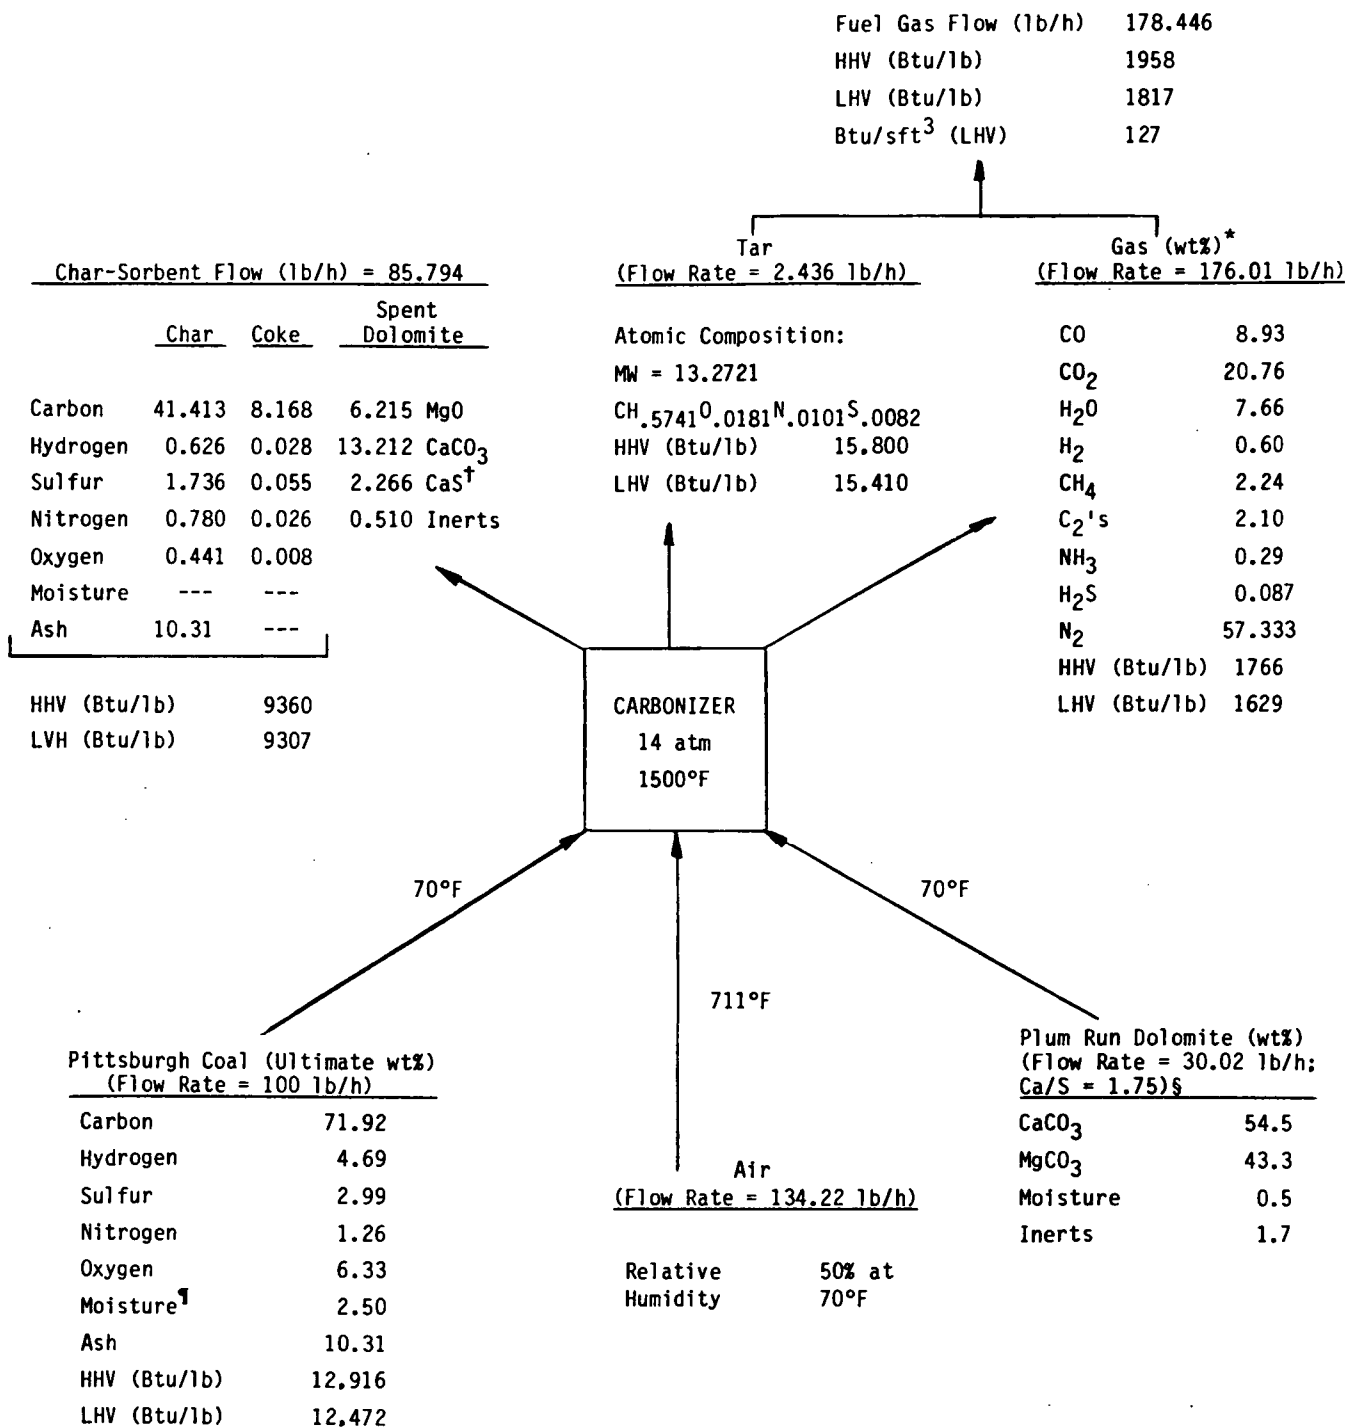 Fuel Gas Flow (lb/h) 178.446
HHV (Btu/lb) 1958
LHV (Btu/lb) 1817
Btu/sft³ (LHV) 127
Char-Sorbent Flow (lb/h) = 85.794
Spent
Char Coke Dolomite
Carbon 41.413 8.168 6.215 MgO
Hydrogen 0.626 0.028 13.212 CaCO₃
Sulfur 1.736 0.055 2.266 CaS†
Nitrogen 0.780 0.026 0.510 Inerts
Oxygen 0.441 0.008
Moisture --- ---
Ash 10.31 ---
HHV (Btu/lb) 9360
LVH (Btu/lb) 9307
Tar
(Flow Rate = 2.436 lb/h)
Atomic Composition:
MW = 13.2721
CH.5741O.0181N.0101S.0082
HHV (Btu/lb) 15.800
LHV (Btu/lb) 15.410
Gas (wt%)*
(Flow Rate = 176.01 lb/h)
CO 8.93
CO₂ 20.76
H₂O 7.66
H₂ 0.60
CH₄ 2.24
C₂'s 2.10
NH₃ 0.29
H₂S 0.087
N₂ 57.333
HHV (Btu/lb) 1766
LHV (Btu/lb) 1629
CARBONIZER
14 atm
1500°F
70°F
711°F
70°F
Pittsburgh Coal (Ultimate wt%)
(Flow Rate = 100 lb/h)
Carbon 71.92
Hydrogen 4.69
Sulfur 2.99
Nitrogen 1.26
Oxygen 6.33
Moisture¶ 2.50
Ash 10.31
HHV (Btu/lb) 12,916
LHV (Btu/lb) 12,472
Air
(Flow Rate = 134.22 lb/h)
Relative 50% at
Humidity 70°F
Plum Run Dolomite (wt%)
(Flow Rate = 30.02 lb/h;
Ca/S = 1.75)§
CaCO₃ 54.5
MgCO₃ 43.3
Moisture 0.5
Inerts 1.7